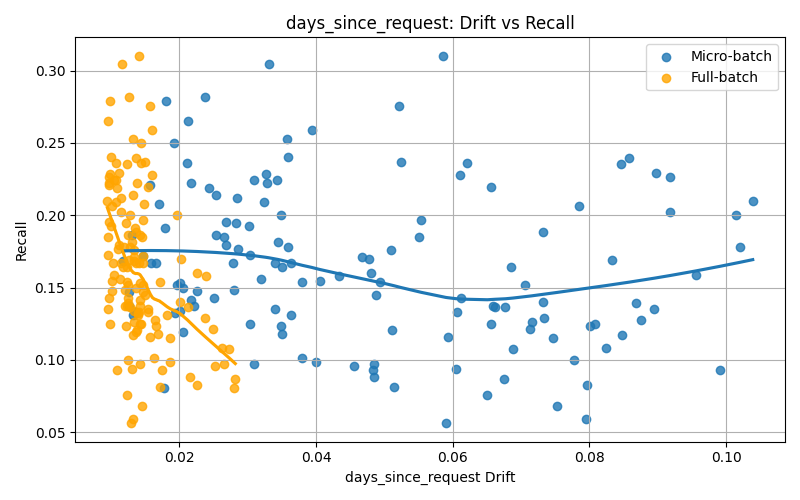 days_since_request: Drift vs Recall
Micro-batch
Full-batch
Recall
0.30
0.25
0.20
0.15
0.10
0.05
0.02 0.04 0.06 0.08 0.10
days_since_request Drift